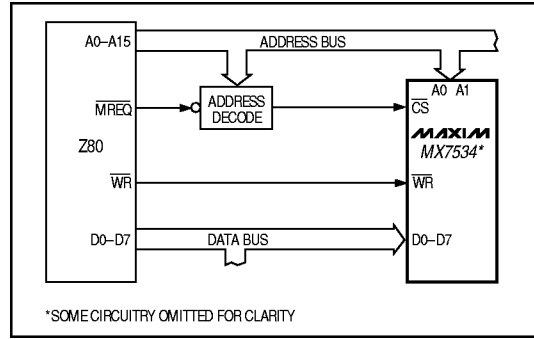 A0–A15
ADDRESS BUS
A0 A1
MREQ
ADDRESS
DECODE
CS
MAXIM
MX7534*
Z80
WR
WR
D0–D7
DATA BUS
D0–D7
*SOME CIRCUITRY OMITTED FOR CLARITY